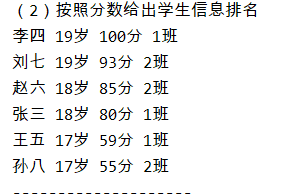 （2）按照分数给出学生信息排名
李四 19岁 100分 1班
刘七 19岁 93分 2班
赵六 18岁 85分 2班
张三 18岁 80分 1班
王五 17岁 59分 1班
孙八 17岁 55分 2班
--------------------